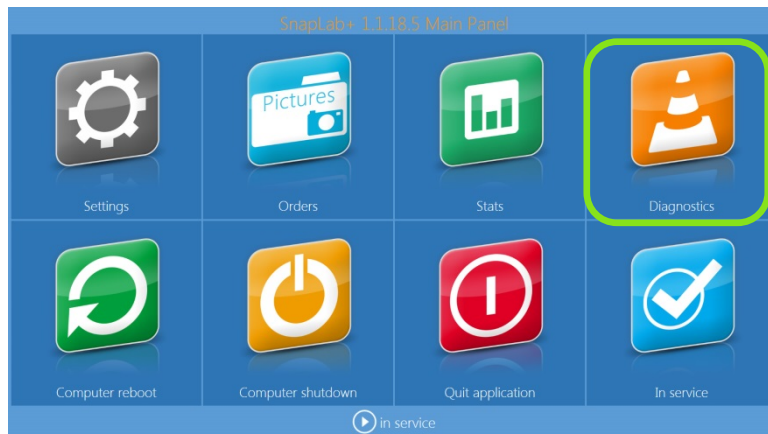 SnapLab+ 1.1.18.5 Main Panel
Pictures
Settings
Orders
Stats
Diagnostics
Computer reboot
Computer shutdown
Quit application
In service
in service